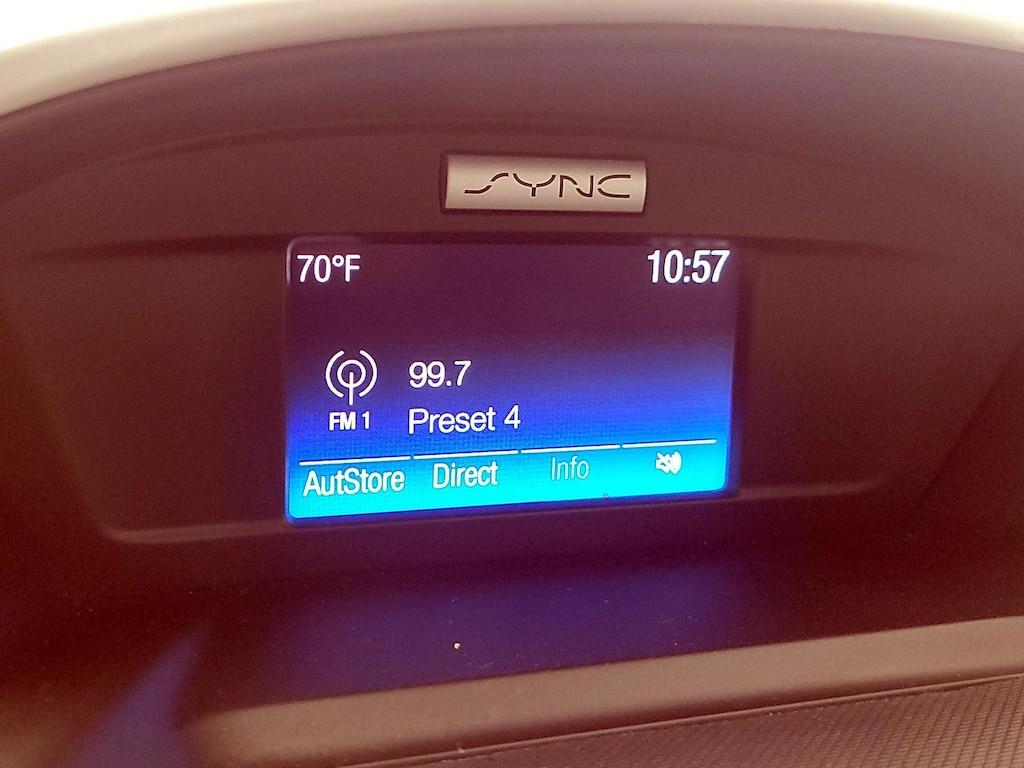 SYNC
70°F 10:57
99.7
FM 1 Preset 4
AutStore Direct Info